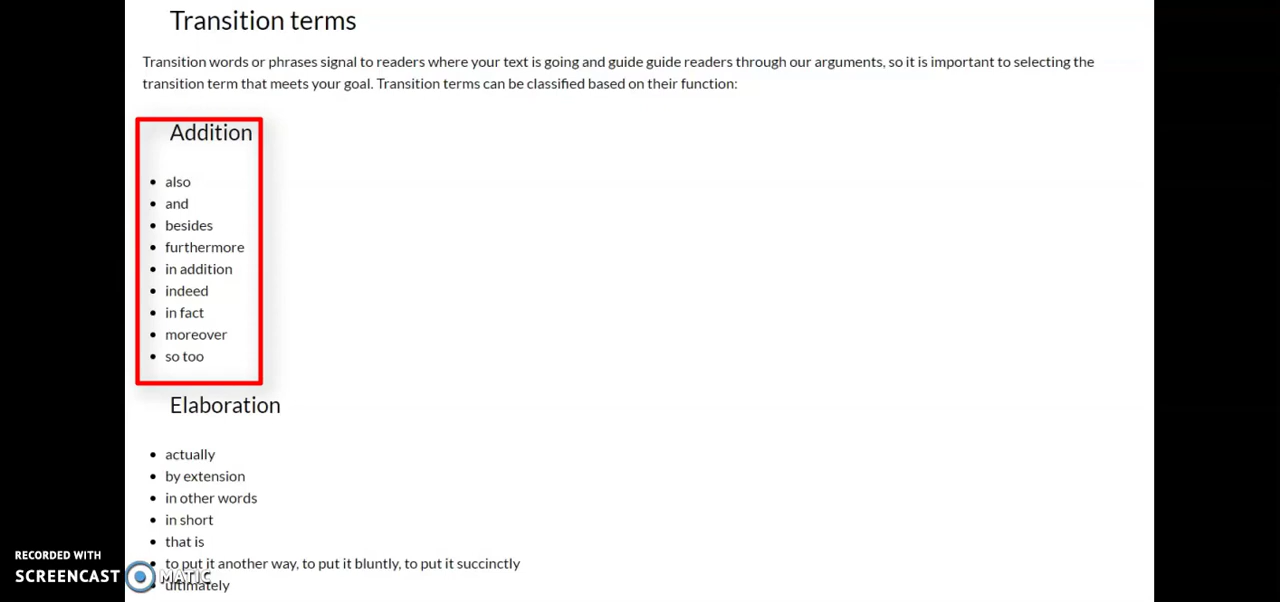 Transition terms
Transition words or phrases signal to readers where your text is going and guide guide readers through our arguments, so it is important to selecting the
transition term that meets your goal. Transition terms can be classified based on their function:
Addition
also
and
besides
furthermore
in addition
indeed
in fact
moreover
so too
Elaboration
actually
by extension
in other words
in short
that is
to put it another way, to put it bluntly, to put it succinctly
ultimately
RECORDED WITH
SCREENCAST MATIC